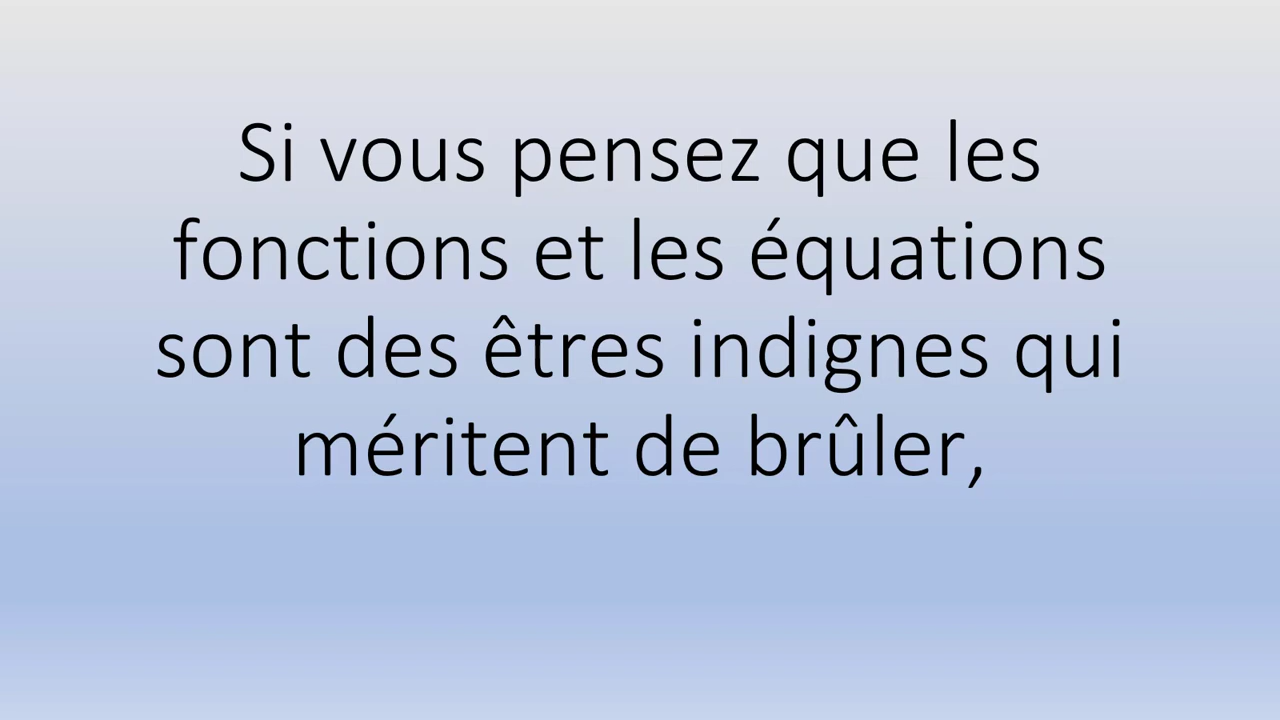 Si vous pensez que les
fonctions et les équations
sont des êtres indignes qui
méritent de brûler,